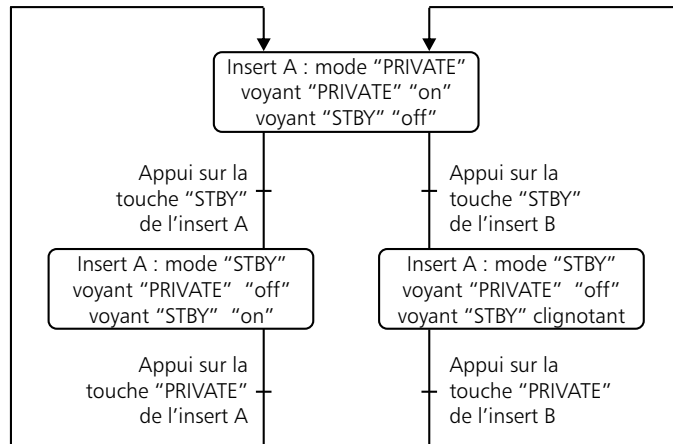 Insert A : mode “PRIVATE”
voyant “PRIVATE” “on”
voyant “STBY” “off”
Appui sur la
touche “STBY”
de l’insert A
Appui sur la
touche “STBY”
de l’insert B
Insert A : mode “STBY”
voyant “PRIVATE” “off”
voyant “STBY” “on”
Insert A : mode “STBY”
voyant “PRIVATE” “off”
voyant “STBY” clignotant
Appui sur la
touche “PRIVATE”
de l’insert A
Appui sur la
touche “PRIVATE”
de l’insert B